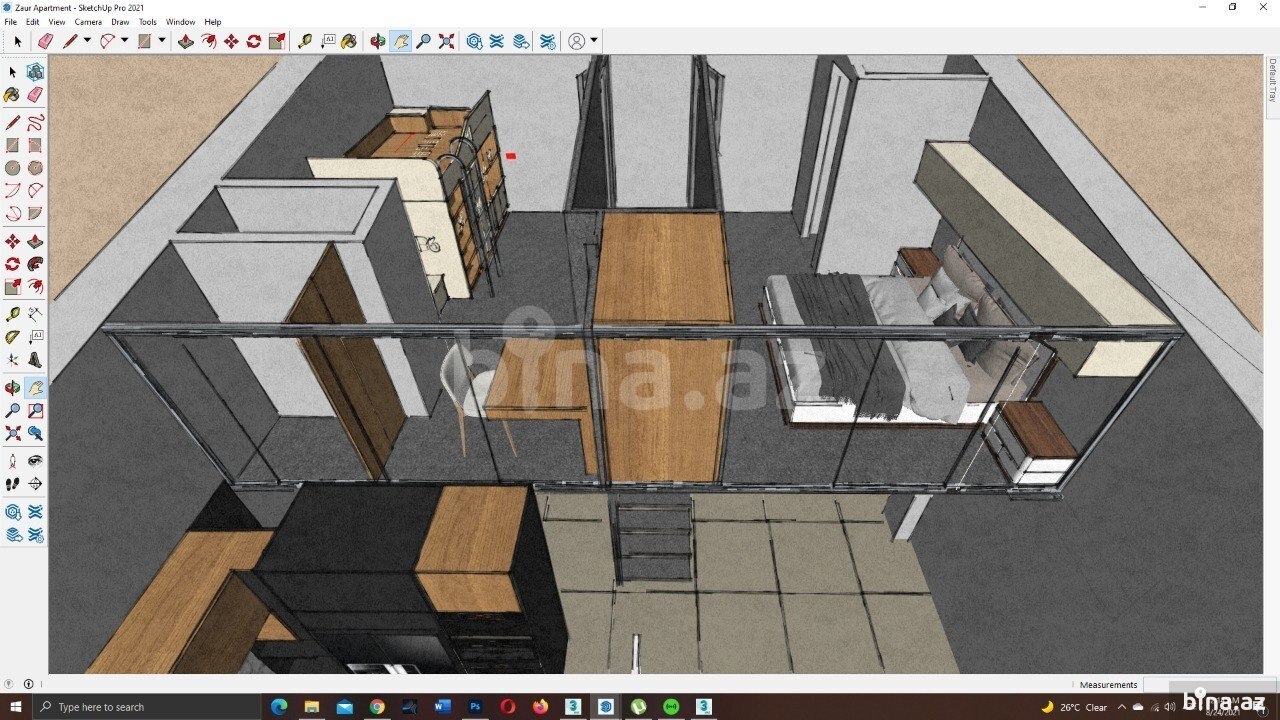 Zaur Apartment - SketchUp Pro 2021
File Edit View Camera Draw Tools Window Help
Default Tray
bina.az
Measurements
Type here to search
26°C Clear
bina.az